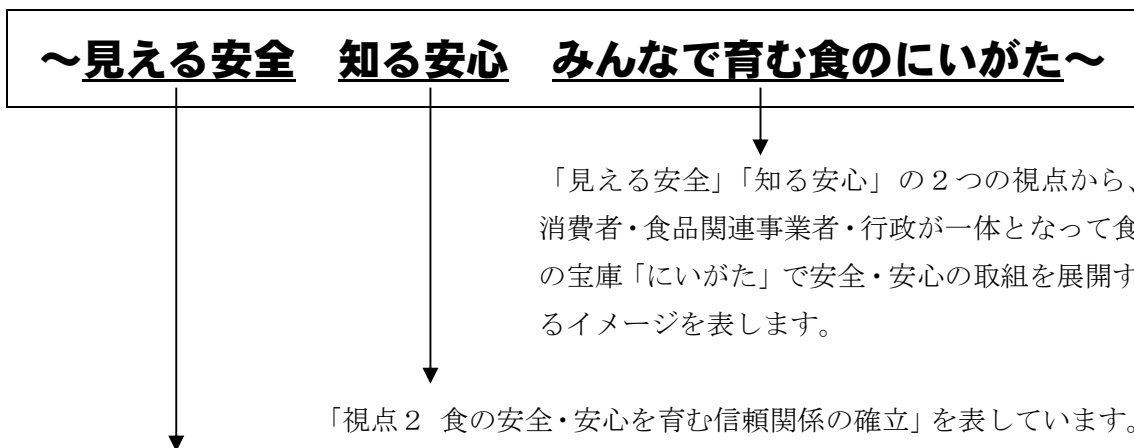 ～見える安全　知る安心　みんなで育む食のにいがた～
「見える安全」「知る安心」の２つの視点から、
消費者・食品関連事業者・行政が一体となって食
の宝庫「にいがた」で安全・安心の取組を展開す
るイメージを表します。
「視点２ 食の安全・安心を育む信頼関係の確立」を表しています。